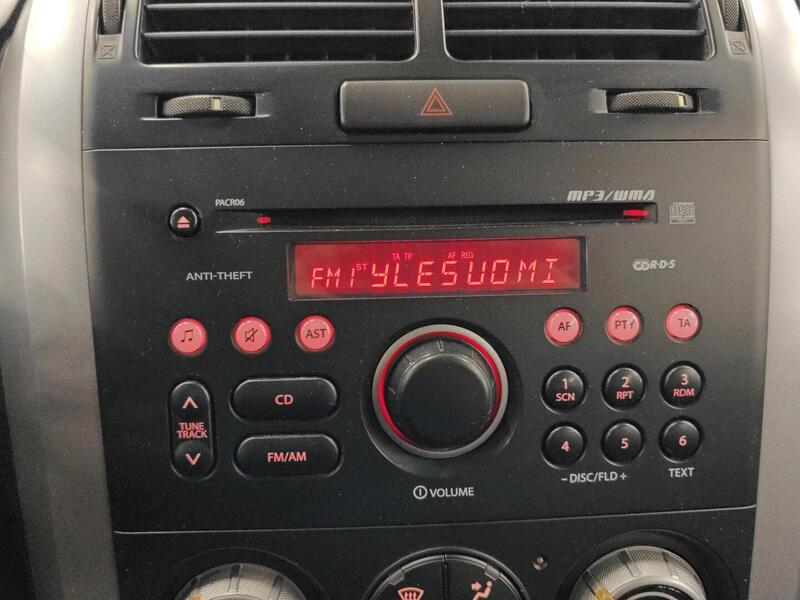 PACR06
MP3/WMA
TA TP AF REG
FM1 ST YLESUOMI
ANTI-THEFT
R·D·S
AST
AF
PTY
TA
CD
TUNE
TRACK
FM/AM
VOLUME
1
SCN
2
RPT
3
RDM
4
5
6
– DISC/FLD +
TEXT